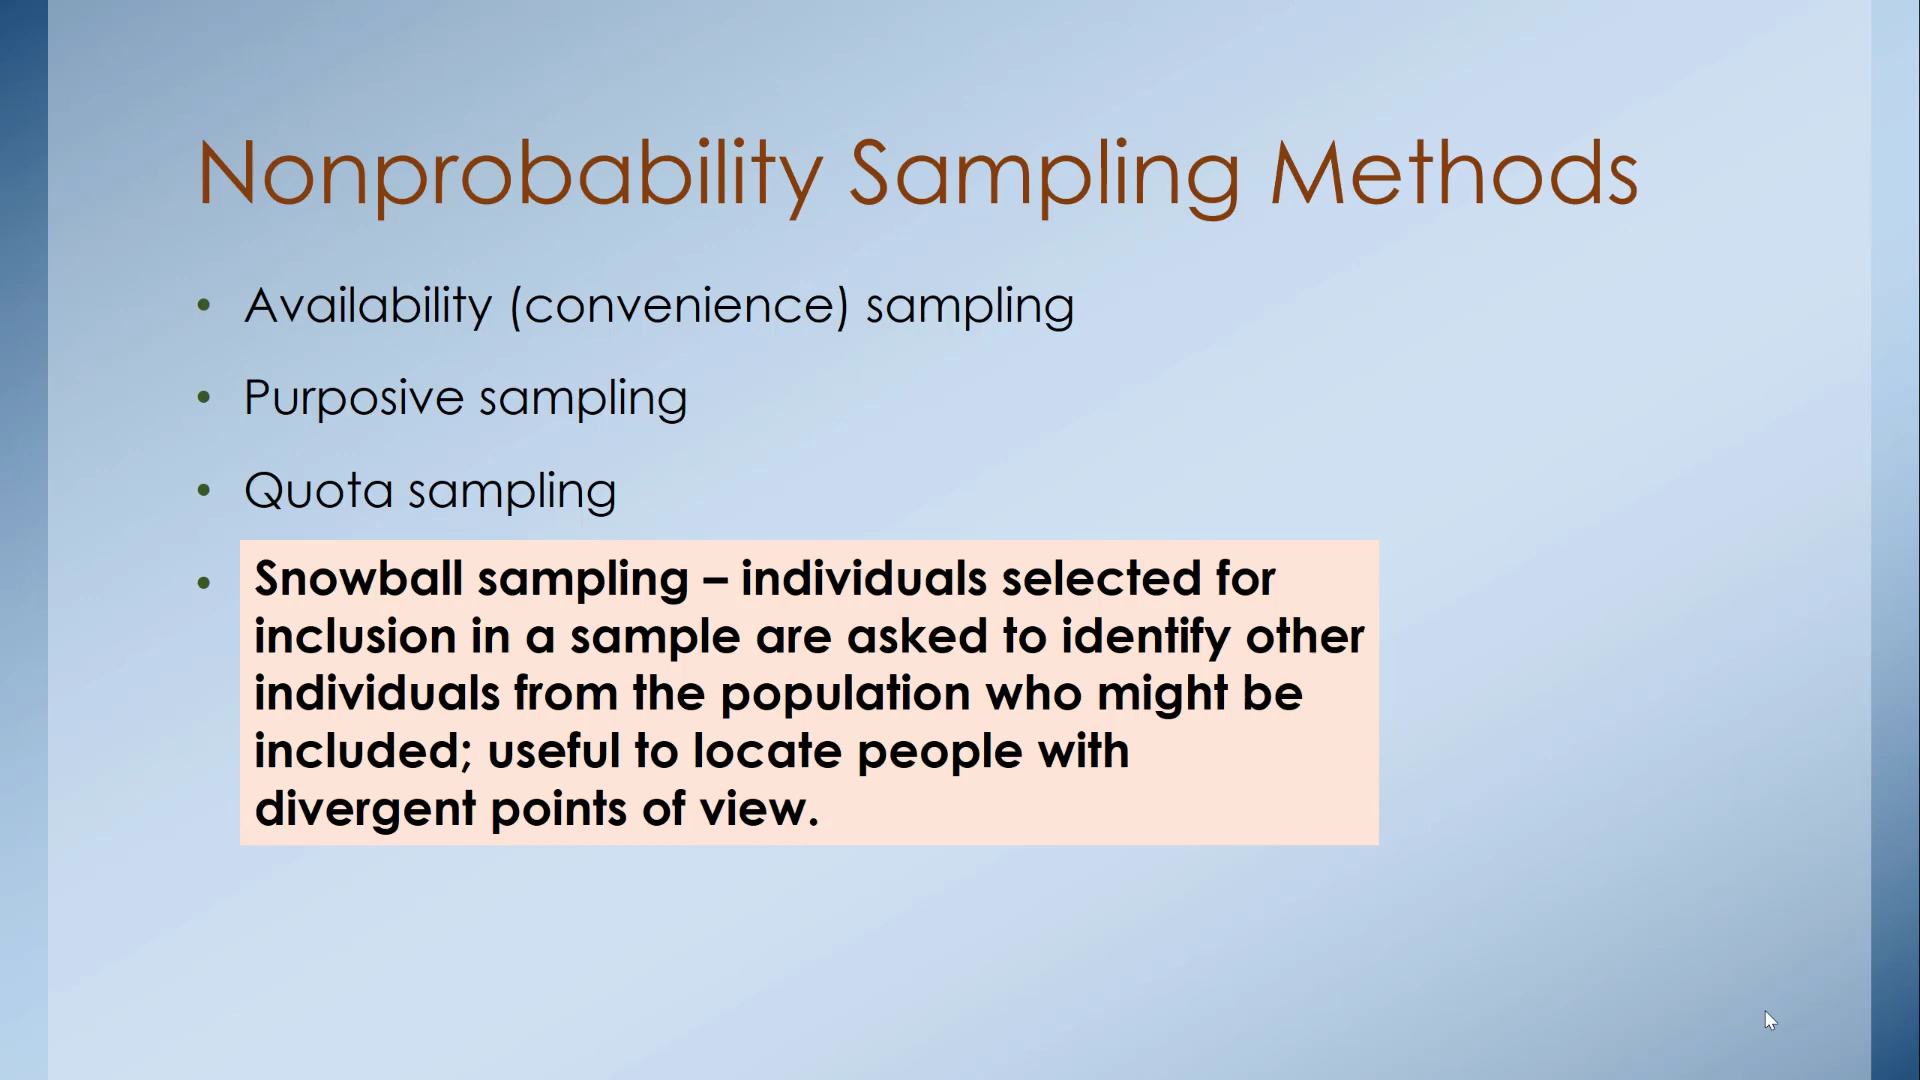 Nonprobability Sampling Methods
• Availability (convenience) sampling
• Purposive sampling
• Quota sampling
• Snowball sampling – individuals selected for
inclusion in a sample are asked to identify other
individuals from the population who might be
included; useful to locate people with
divergent points of view.